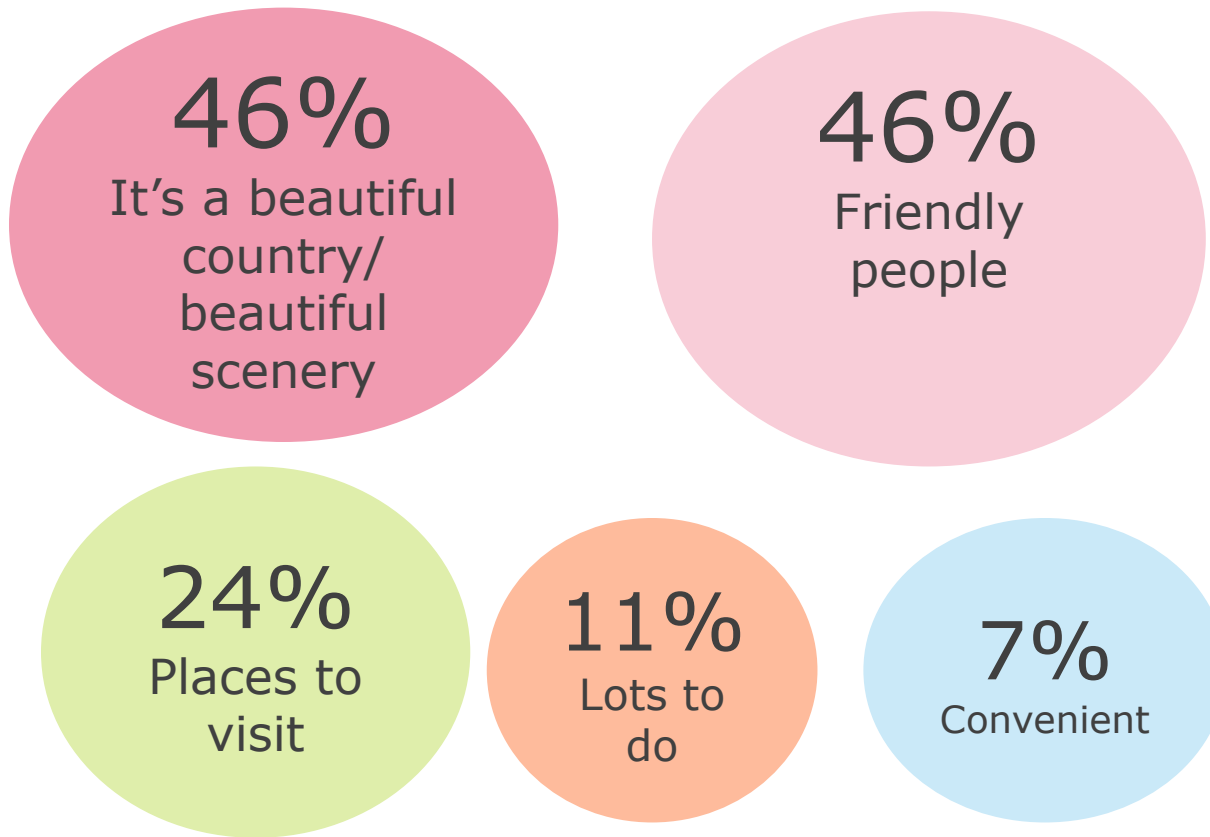 46%
It’s a beautiful
country/
beautiful
scenery
46%
Friendly
people
24%
Places to
visit
11%
Lots to
do
7%
Convenient